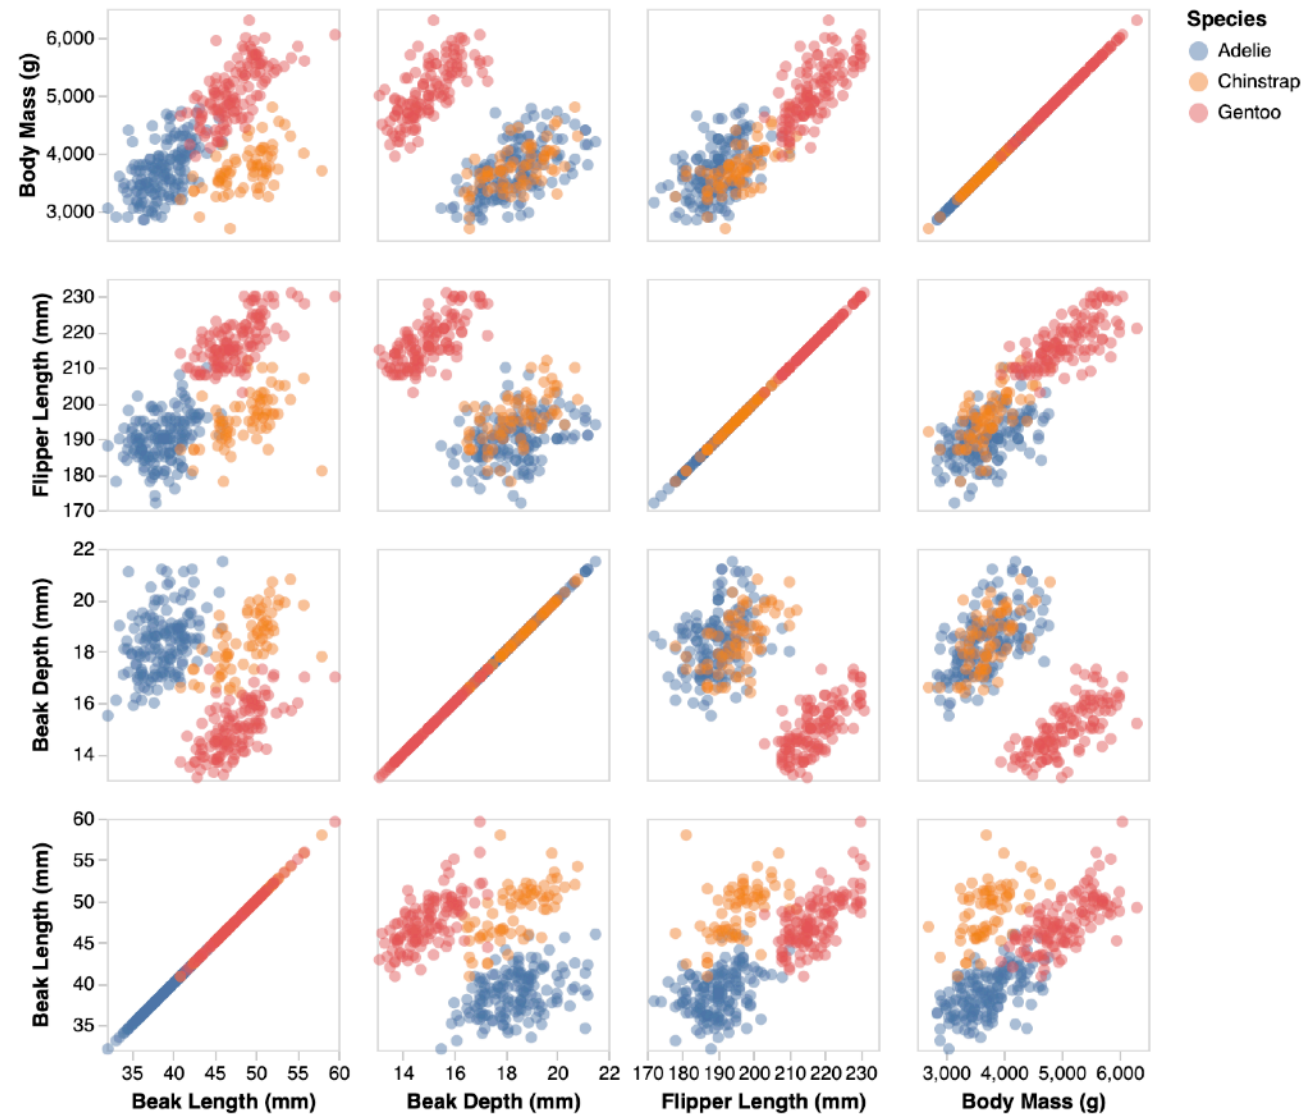 Species
Adelie
Chinstrap
Gentoo
Body Mass (g)
6,000
5,000
4,000
3,000
Flipper Length (mm)
230
220
210
200
190
180
170
Beak Depth (mm)
22
20
18
16
14
Beak Length (mm)
60
55
50
45
40
35
35 40 45 50 55 60
14 16 18 20 22
170 180 190 200 210 220 230
3,000 4,000 5,000 6,000
Beak Length (mm)
Beak Depth (mm)
Flipper Length (mm)
Body Mass (g)